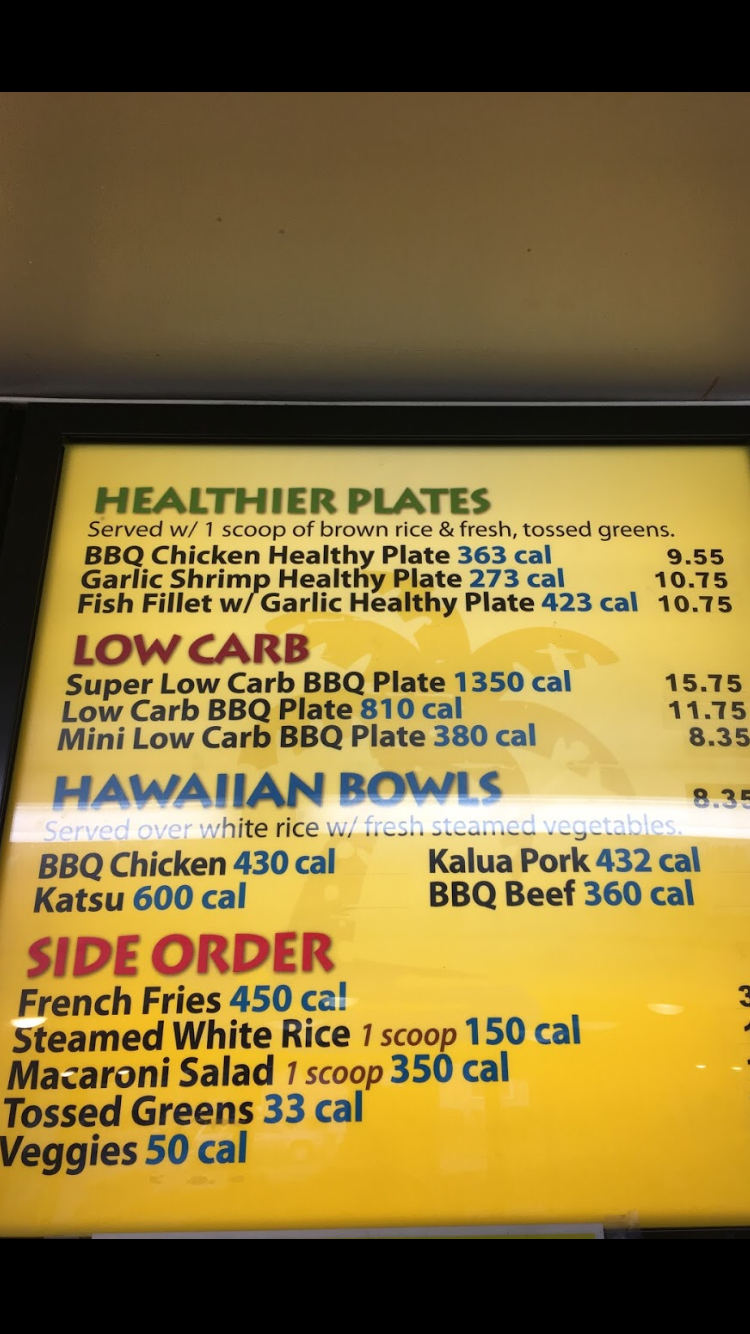 HEALTHIER PLATES
Served w/ 1 scoop of brown rice & fresh, tossed greens.
BBQ Chicken Healthy Plate 363 cal 9.55
Garlic Shrimp Healthy Plate 273 cal 10.75
Fish Fillet w/ Garlic Healthy Plate 423 cal 10.75
LOW CARB
Super Low Carb BBQ Plate 1350 cal 15.75
Low Carb BBQ Plate 810 cal 11.75
Mini Low Carb BBQ Plate 380 cal 8.35
HAWAIIAN BOWLS 8.35
Served over white rice w/ fresh steamed vegetables.
BBQ Chicken 430 cal Kalua Pork 432 cal
Katsu 600 cal BBQ Beef 360 cal
SIDE ORDER
French Fries 450 cal
Steamed White Rice 1 scoop 150 cal
Macaroni Salad 1 scoop 350 cal
Tossed Greens 33 cal
Veggies 50 cal